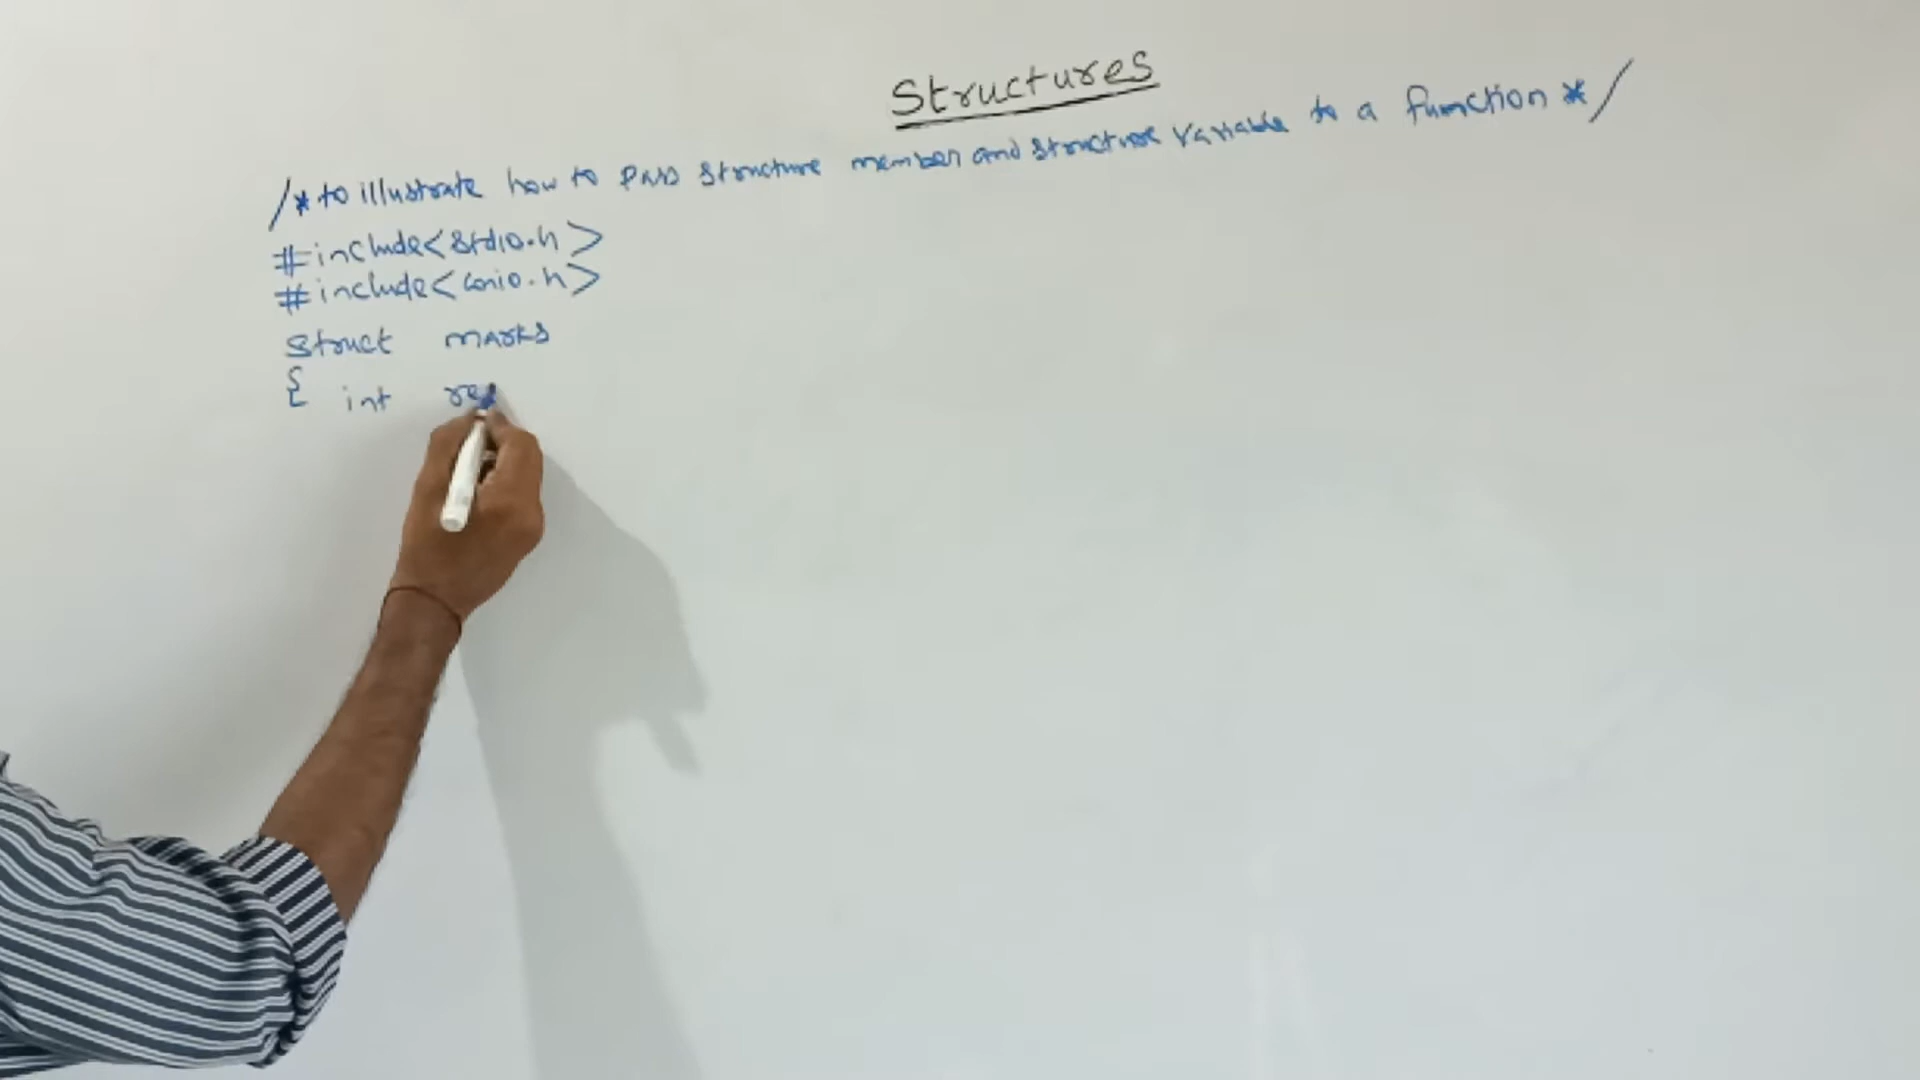 Structures
/* to illustrate how to pass structure member and structure variable to a function */
#include<stdio.h>
#include<conio.h>
struct marks
{ int re